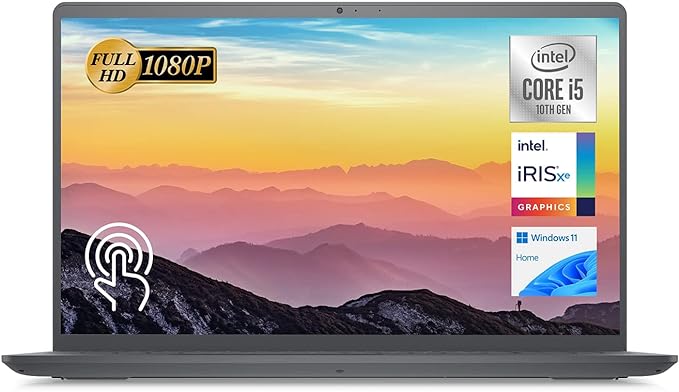 FULL
HD
1080P
intel
CORE i5
10TH GEN
intel.
iRISxe
GRAPHICS
Windows 11
Home